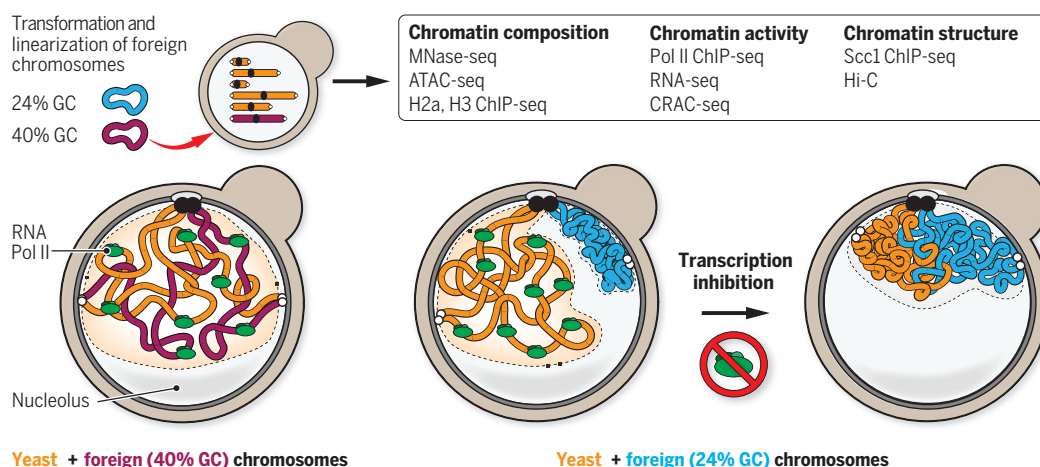 Transformation and
linearization of foreign
chromosomes
24% GC
40% GC
Chromatin composition
MNase-seq
ATAC-seq
H2a, H3 ChIP-seq
Chromatin activity
Pol II ChIP-seq
RNA-seq
CRAC-seq
Chromatin structure
Scc1 ChIP-seq
Hi-C
RNA
Pol II
Nucleolus
Transcription
inhibition
Yeast + foreign (40% GC) chromosomes
Yeast + foreign (24% GC) chromosomes